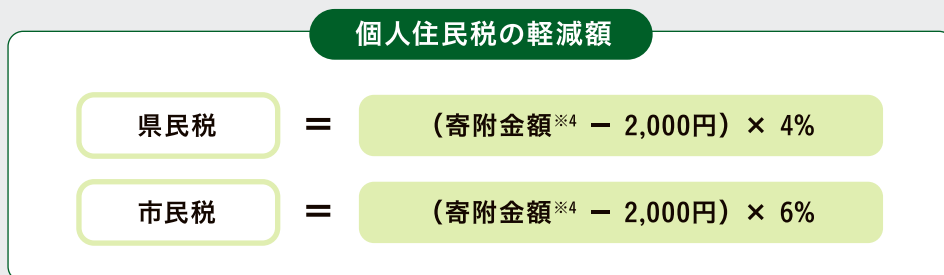 個人住民税の軽減額
県民税 = （寄附金額※4 − 2,000円）× 4%
市民税 = （寄附金額※4 − 2,000円）× 6%